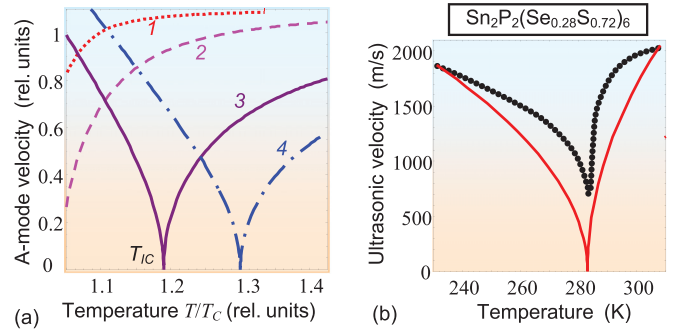 Sn2P2(Se0.28S0.72)6
A-mode velocity (rel. units)
1
0.8
0.6
0.4
0.2
0
1
2
3
4
TIC
1.1
1.2
1.3
1.4
(a)
Temperature T/TC (rel. units)
Ultrasonic velocity (m/s)
2000
1500
1000
500
0
240
260
280
300
(b)
Temperature (K)